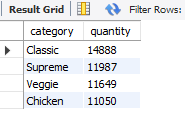 Result Grid Filter Rows:
category quantity
Classic 14888
Supreme 11987
Veggie 11649
Chicken 11050